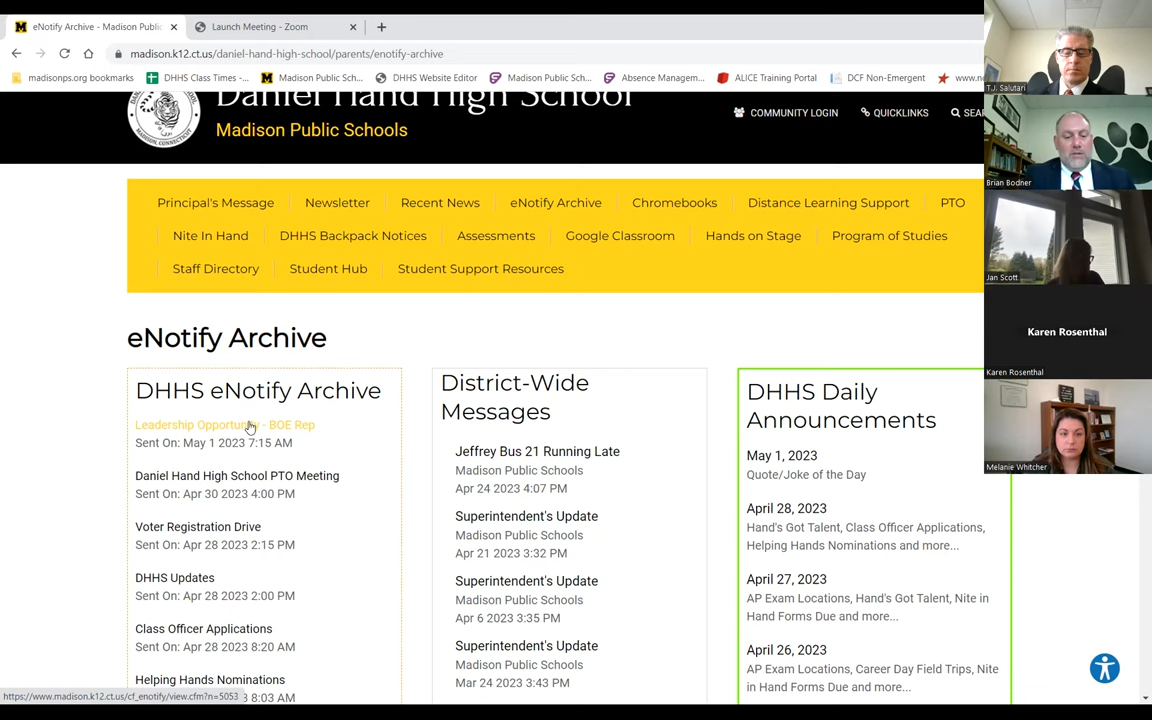 eNotify Archive - Madison Public
Launch Meeting - Zoom
madison.k12.ct.us/daniel-hand-high-school/parents/enotify-archive
madisonps.org bookmarks
DHHS Class Times -...
Madison Public Sch...
DHHS Website Editor
Madison Public Sch...
Absence Managem...
ALICE Training Portal
DCF Non-Emergent
Daniel Hand High School
Madison Public Schools
COMMUNITY LOGIN
QUICKLINKS
Principal's Message
Newsletter
Recent News
eNotify Archive
Chromebooks
Distance Learning Support
PTO
Nite In Hand
DHHS Backpack Notices
Assessments
Google Classroom
Hands on Stage
Program of Studies
Staff Directory
Student Hub
Student Support Resources
eNotify Archive
DHHS eNotify Archive
Leadership Opportunity - BOE Rep
Sent On: May 1 2023 7:15 AM
Daniel Hand High School PTO Meeting
Sent On: Apr 30 2023 4:00 PM
Voter Registration Drive
Sent On: Apr 28 2023 2:15 PM
DHHS Updates
Sent On: Apr 28 2023 2:00 PM
Class Officer Applications
Sent On: Apr 28 2023 8:20 AM
Helping Hands Nominations
3 8:03 AM
https://www.madison.k12.ct.us/cf_enotify/view.cfm?n=5053
District-Wide
Messages
Jeffrey Bus 21 Running Late
Madison Public Schools
Apr 24 2023 4:07 PM
Superintendent's Update
Madison Public Schools
Apr 21 2023 3:32 PM
Superintendent's Update
Madison Public Schools
Apr 6 2023 3:35 PM
Superintendent's Update
Madison Public Schools
Mar 24 2023 3:43 PM
DHHS Daily
Announcements
May 1, 2023
Quote/Joke of the Day
April 28, 2023
Hand's Got Talent, Class Officer Applications,
Helping Hands Nominations and more...
April 27, 2023
AP Exam Locations, Hand's Got Talent, Nite in
Hand Forms Due and more...
April 26, 2023
AP Exam Locations, Career Day Field Trips, Nite
in Hand Forms Due and more...
T.J. Salutari
Brian Bodner
Jan Scott
Karen Rosenthal
Karen Rosenthal
Melanie Whitcher